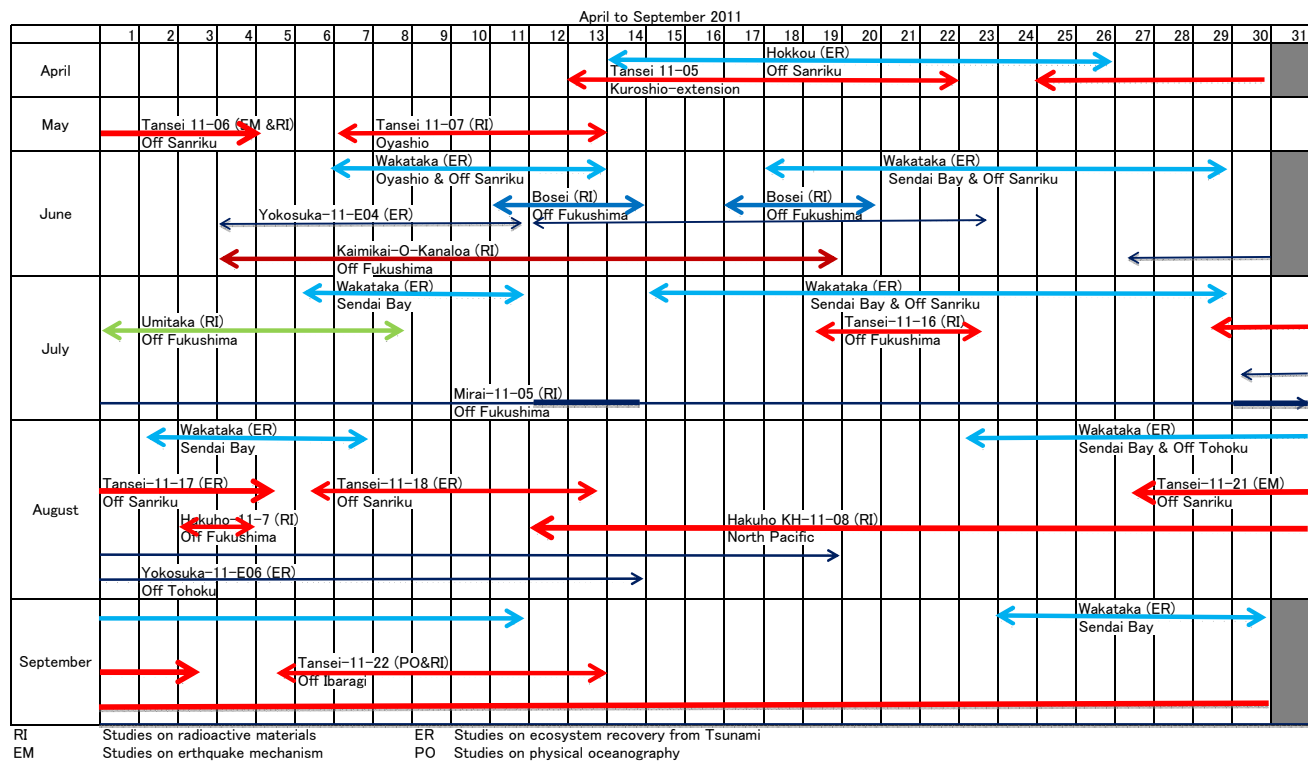 April to September 2011
1 2 3 4 5 6 7 8 9 10 11 12 13 14 15 16 17 18 19 20 21 22 23 24 25 26 27 28 29 30 31
April
Hokkou (ER)
Off Sanriku
Tansei 11-05
Kuroshio-extension
May
Tansei 11-06 (EM &RI)
Off Sanriku
Tansei 11-07 (RI)
Oyashio
June
Wakataka (ER)
Oyashio & Off Sanriku
Wakataka (ER)
Sendai Bay & Off Sanriku
Bosei (RI)
Off Fukushima
Bosei (RI)
Off Fukushima
Yokosuka-11-E04 (ER)
Kaimikai-O-Kanaloa (RI)
Off Fukushima
July
Wakataka (ER)
Sendai Bay
Wakataka (ER)
Sendai Bay & Off Sanriku
Umitaka (RI)
Off Fukushima
Tansei-11-16 (RI)
Off Fukushima
Mirai-11-05 (RI)
Off Fukushima
August
Wakataka (ER)
Sendai Bay
Wakataka (ER)
Sendai Bay & Off Tohoku
Tansei-11-17 (ER)
Off Sanriku
Tansei-11-18 (ER)
Off Sanriku
Tansei-11-21 (EM)
Off Sanriku
Hakuho-11-7 (RI)
Off Fukushima
Hakuho KH-11-08 (RI)
North Pacific
Yokosuka-11-E06 (ER)
Off Tohoku
September
Wakataka (ER)
Sendai Bay
Tansei-11-22 (PO&RI)
Off Ibaragi
RI Studies on radioactive materials ER Studies on ecosystem recovery from Tsunami
EM Studies on erthquake mechanism PO Studies on physical oceanography